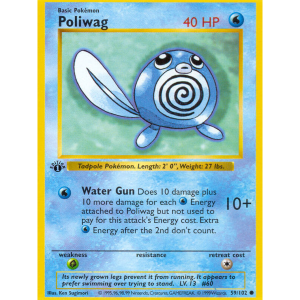 Basic Pokémon
Poliwag 40 HP
Tadpole Pokémon. Length: 2' 0", Weight: 27 lbs.
Water Gun Does 10 damage plus
10 more damage for each Energy
attached to Poliwag but not used to
pay for this attack's Energy cost. Extra
Energy after the 2nd don't count.
10+
weakness resistance retreat cost
Its newly grown legs prevent it from running. It appears to
prefer swimming over trying to stand. LV. 13 #60
Illus. Ken Sugimori
59/102